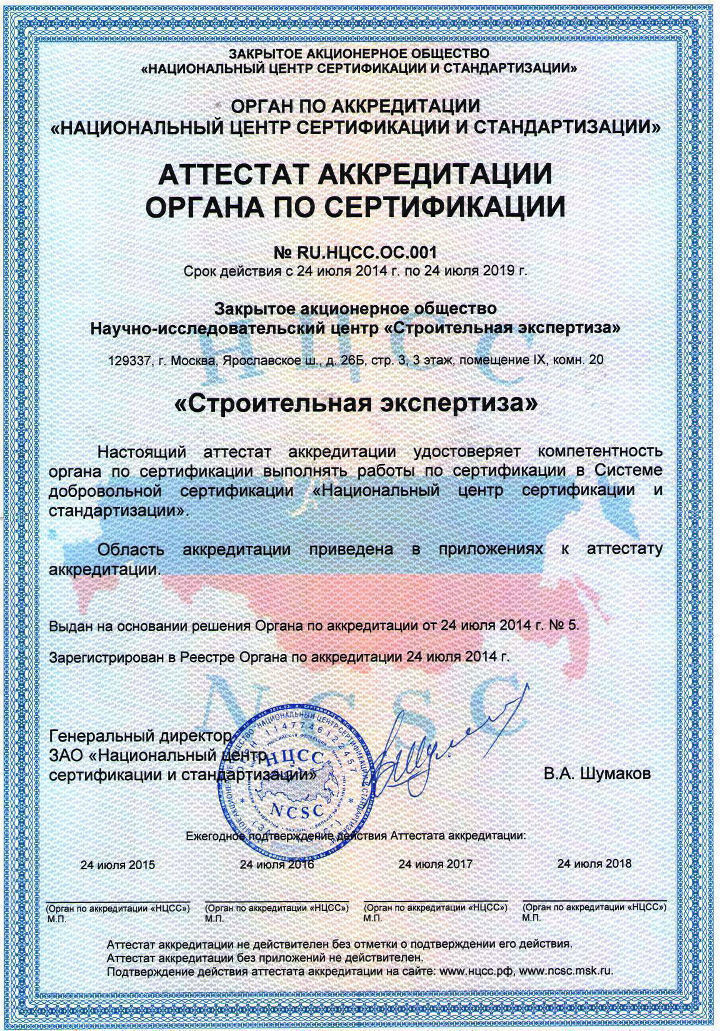 ЗАКРЫТОЕ АКЦИОНЕРНОЕ ОБЩЕСТВО
«НАЦИОНАЛЬНЫЙ ЦЕНТР СЕРТИФИКАЦИИ И СТАНДАРТИЗАЦИИ»
ОРГАН ПО АККРЕДИТАЦИИ
«НАЦИОНАЛЬНЫЙ ЦЕНТР СЕРТИФИКАЦИИ И СТАНДАРТИЗАЦИИ»
АТТЕСТАТ АККРЕДИТАЦИИ
ОРГАНА ПО СЕРТИФИКАЦИИ
№ RU.НЦСС.ОС.001
Срок действия с 24 июля 2014 г. по 24 июля 2019 г.
Закрытое акционерное общество
Научно-исследовательский центр «Строительная экспертиза»
НЦСС
129337, г. Москва, Ярославское ш., д. 26Б, стр. 3, 3 этаж, помещение IX, комн. 20
«Строительная экспертиза»
Настоящий аттестат аккредитации удостоверяет компетентность
органа по сертификации выполнять работы по сертификации в Системе
добровольной сертификации «Национальный центр сертификации и
стандартизации».
Область аккредитации приведена в приложениях к аттестату
аккредитации.
Выдан на основании решения Органа по аккредитации от 24 июля 2014 г. № 5.
Зарегистрирован в Реестре Органа по аккредитации 24 июля 2014 г.
NCSC
Генеральный директор
ЗАО «Национальный центр
сертификации и стандартизации»
В.А. Шумаков
1147746122457
НЦСС
NCSC
Ежегодное подтверждение действия Аттестата аккредитации:
24 июля 2015 24 июля 2016 24 июля 2017 24 июля 2018
(Орган по аккредитации «НЦСС») (Орган по аккредитации «НЦСС») (Орган по аккредитации «НЦСС») (Орган по аккредитации «НЦСС»)
М.П. М.П. М.П. М.П.
Аттестат аккредитации не действителен без отметки о подтверждении его действия.
Аттестат аккредитации без приложений не действителен.
Подтверждение действия аттестата аккредитации на сайте: www.нцсс.рф, www.ncsc.msk.ru.